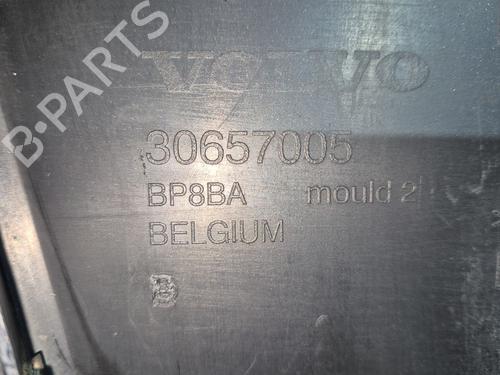 VOLVO
30657005
BP8BA mould 2
BELGIUM
B
B-PARTS